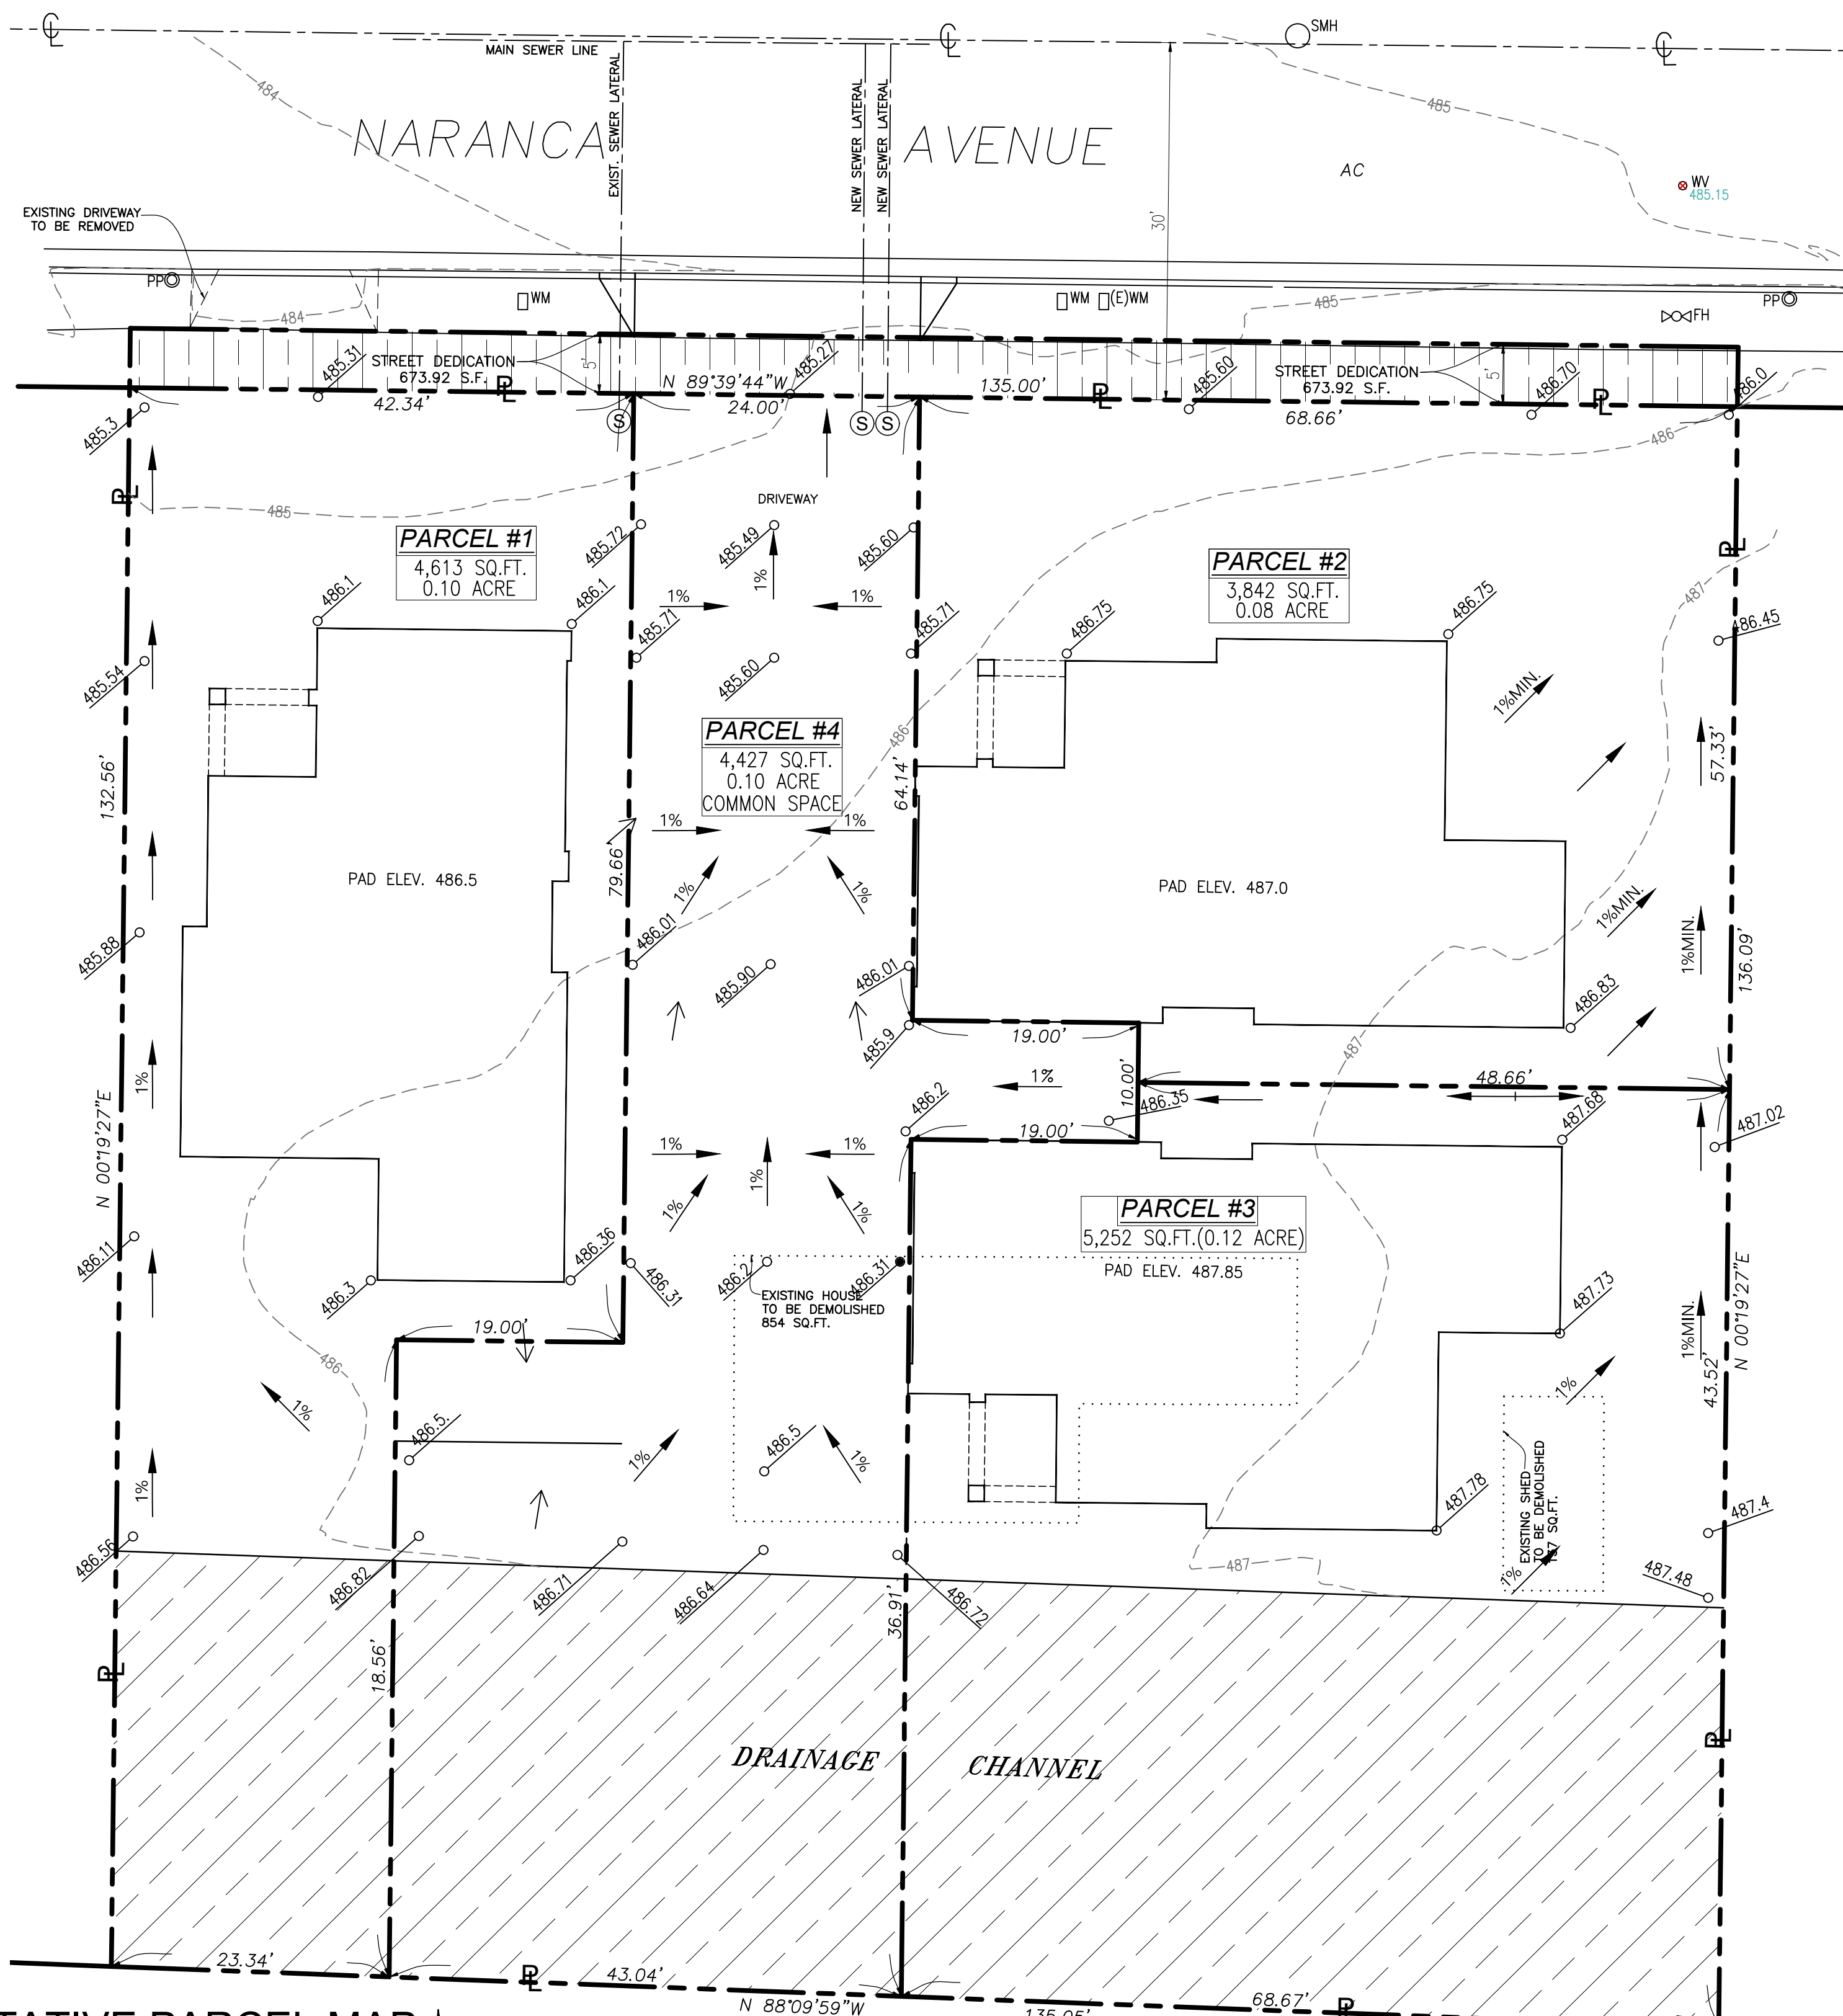 SMH
MAIN SEWER LINE
EXIST. SEWER LATERAL
NEW SEWER LATERAL
NEW SEWER LATERAL
484
485
NARANCA AVENUE
AC
WV
485.15
30'
EXISTING DRIVEWAY
TO BE REMOVED
PP
WM
WM
(E)WM
485
PP
FH
484
485.31
STREET DEDICATION
673.92 S.F.
5'
N 89°39'44"W
485.27
135.00'
485.60
STREET DEDICATION
673.92 S.F.
5'
486.70
486.0
42.34'
24.00'
68.66'
485.3
S
S
S
486
485
DRIVEWAY
PARCEL #1
4,613 SQ.FT.
0.10 ACRE
485.72
485.49
485.60
1%
PARCEL #2
3,842 SQ.FT.
0.08 ACRE
487
486.1
486.1
1%
1%
485.71
485.71
486.75
486.75
486.45
485.54
485.60
1%MIN.
PARCEL #4
4,427 SQ.FT.
0.10 ACRE
COMMON SPACE
486
132.56'
64.14'
57.33'
1%
1%
79.66'
PAD ELEV. 486.5
1%
1%
PAD ELEV. 487.0
1%MIN.
485.88
486.01
485.90
486.01
1%MIN.
136.09'
486.83
485.9
19.00'
487
1%
1%
10.00'
48.66'
N 00°19'27"E
486.2
486.35
487.68
487.02
19.00'
1%
1%
1%
1%
1%
PARCEL #3
5,252 SQ.FT.(0.12 ACRE)
PAD ELEV. 487.85
486.11
486.3
486.36
486.31
486.2
486.31
487.73
N 00°19'27"E
EXISTING HOUSE
TO BE DEMOLISHED
854 SQ.FT.
19.00'
1%MIN.
486
43.52'
1%
1%
486.5.
1%
486.5
1%
1%
487.78
EXISTING SHED
TO BE DEMOLISHED
157 SQ.FT.
487.4
486.56
486.82
486.71
486.64
486.72
487
1%
487.48
36.91'
18.56'
DRAINAGE CHANNEL
23.34'
43.04'
N 88°09'59"W
135.05'
68.67'
TATIVE PARCEL MAP